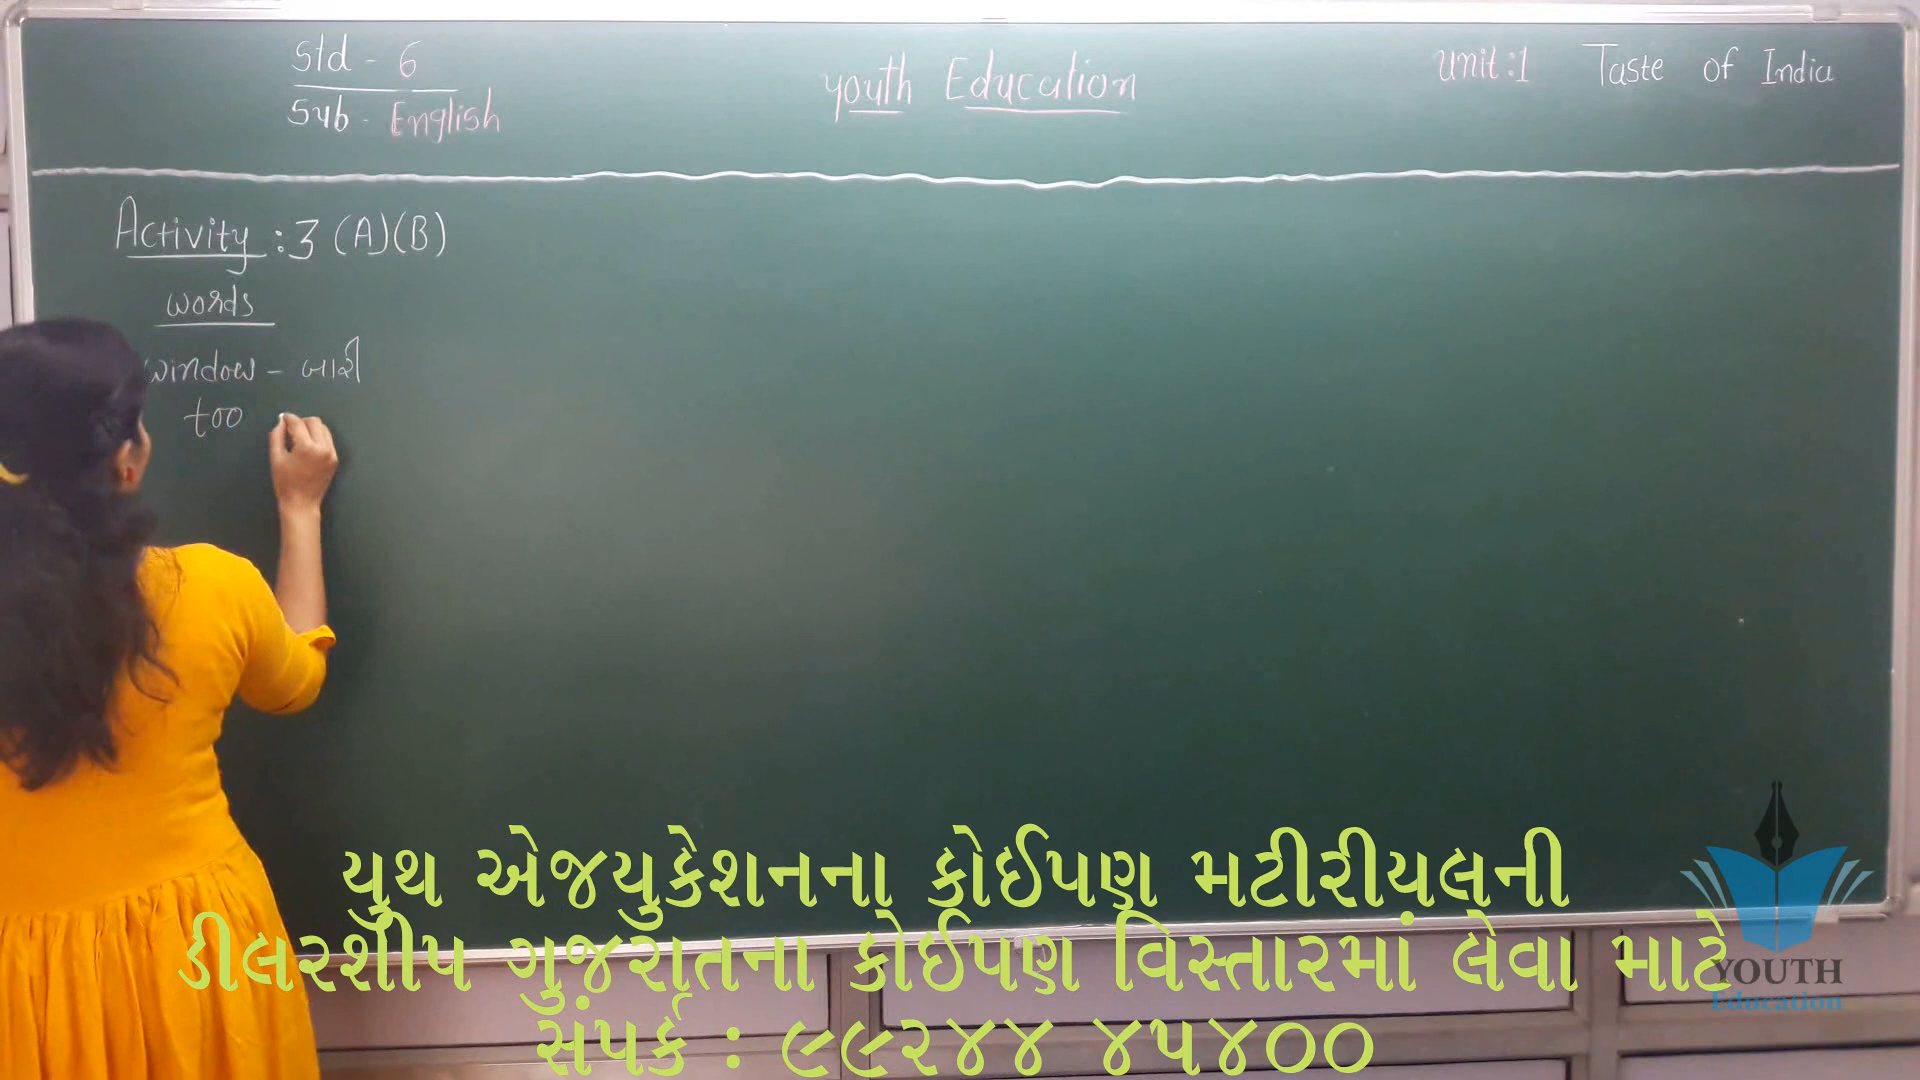 Std - 6
Sub - English
Youth Education
Unit : 1 Taste of India
Activity : 3 (A)(B)
words
window - બારી
too
યુથ એજયુકેશનના કોઈપણ મટીરીયલની
ડીલરશીપ ગુજરાતના કોઈપણ વિસ્તારમાં લેવા માટે
સંપર્ક : ૯૯૨૪૪ ૪૫૪૦૦
YOUTH
Education